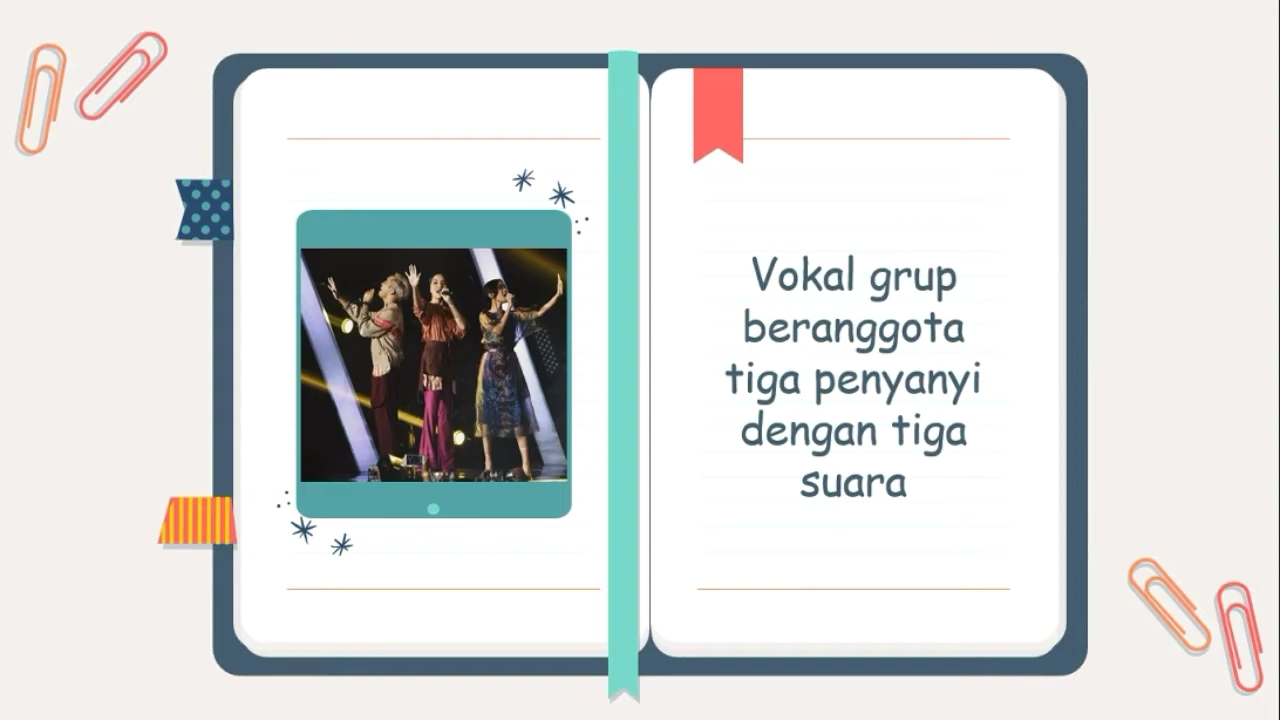 Vokal grup
beranggota
tiga penyanyi
dengan tiga
suara